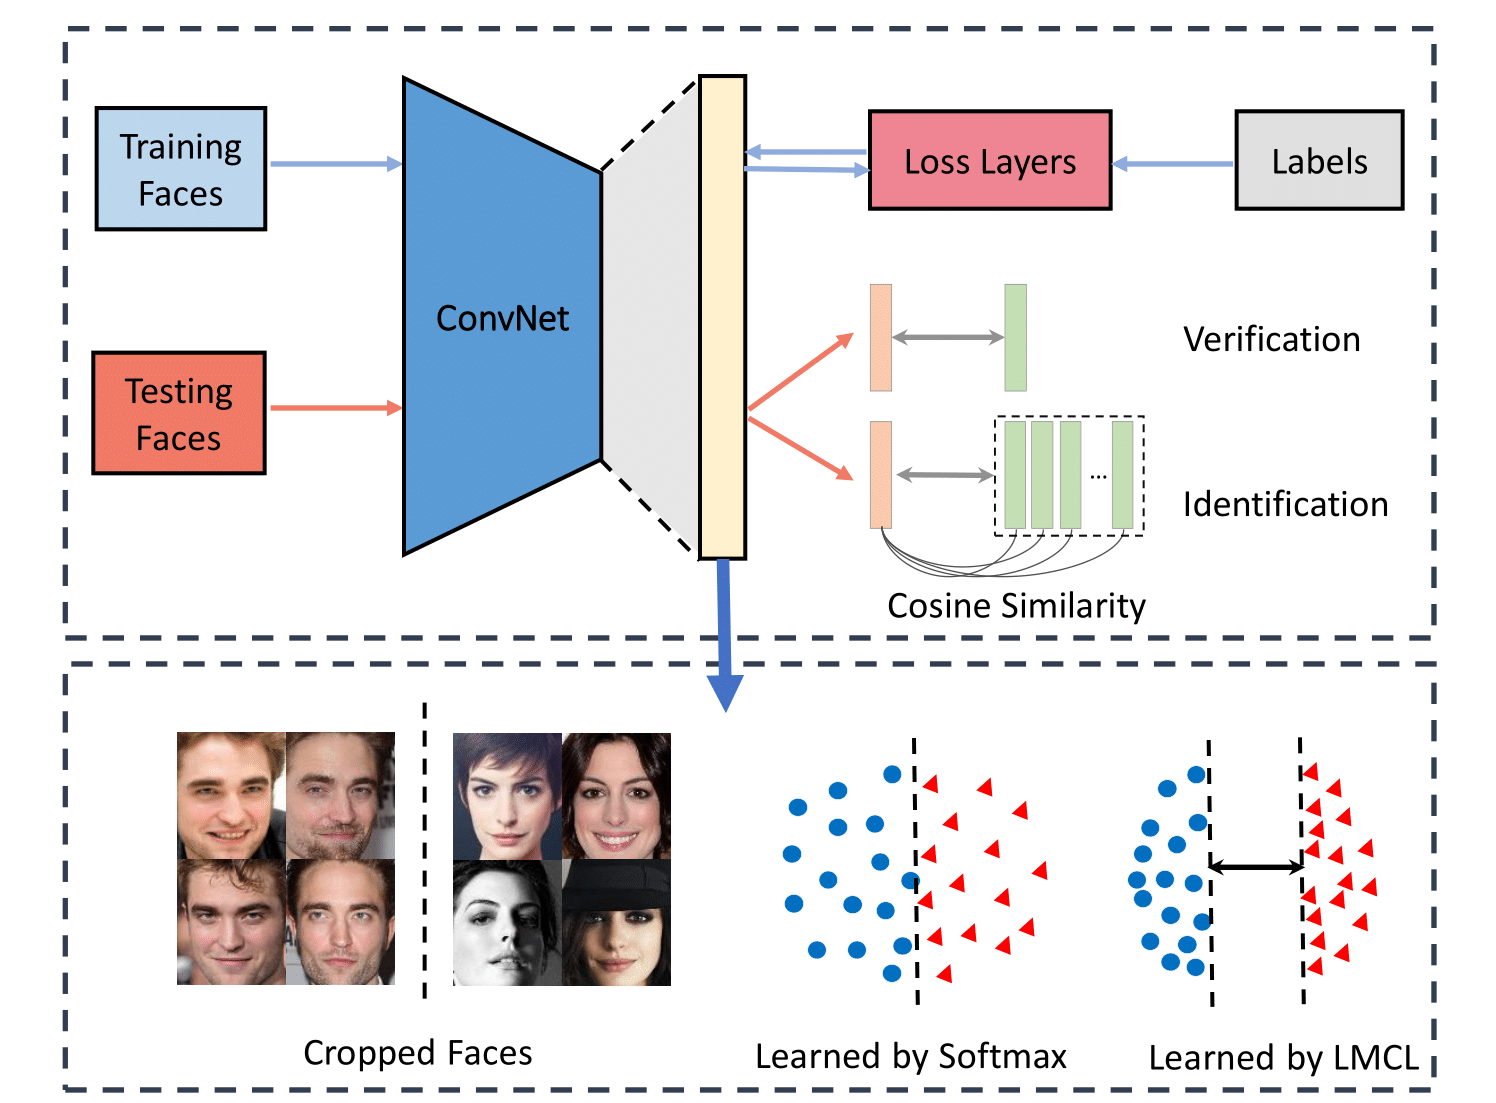 Training
Faces
Loss Layers
Labels
ConvNet
Verification
Testing
Faces
...
Identification
Cosine Similarity
Cropped Faces
Learned by Softmax
Learned by LMCL